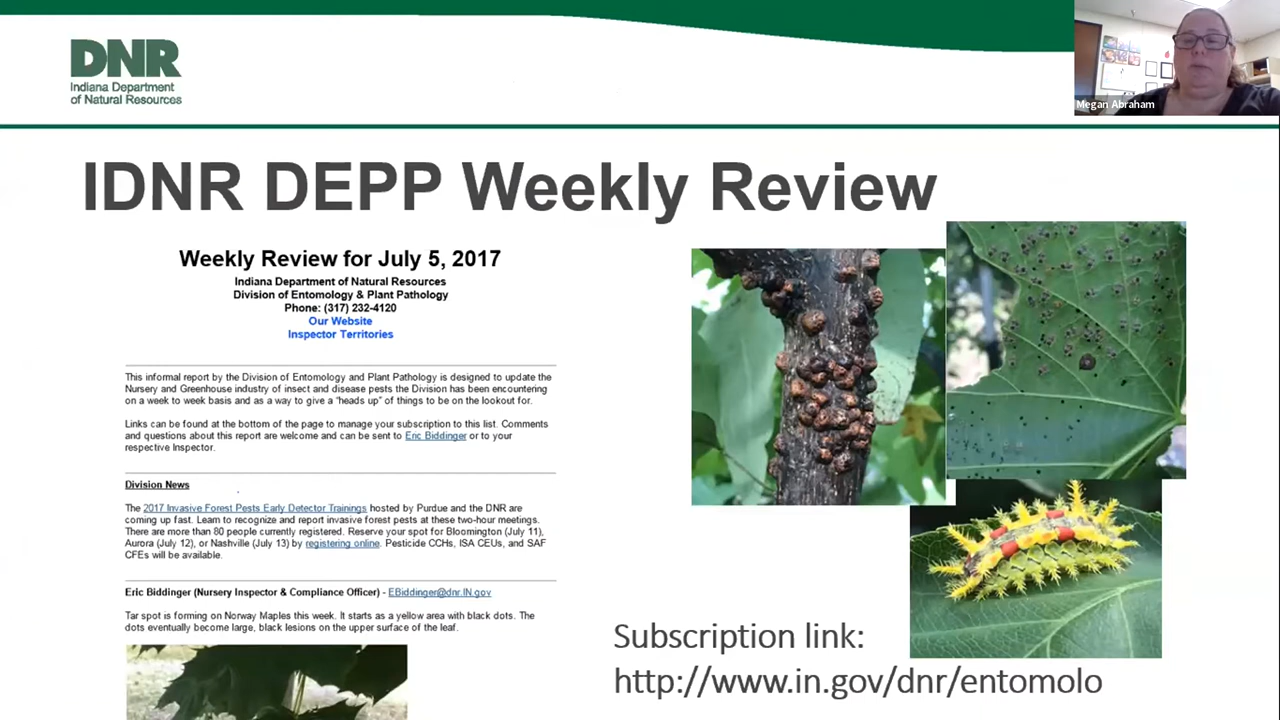 DNR
Indiana Department
of Natural Resources
Megan Abraham
IDNR DEPP Weekly Review
Weekly Review for July 5, 2017
Indiana Department of Natural Resources
Division of Entomology & Plant Pathology
Phone: (317) 232-4120
Our Website
Inspector Territories
This informal report by the Division of Entomology and Plant Pathology is designed to update the
Nursery and Greenhouse industry of insect and disease pests the Division has been encountering
on a week to week basis and as a way to give a "heads up" of things to be on the lookout for.
Links can be found at the bottom of the page to manage your subscription to this list. Comments
and questions about this report are welcome and can be sent to Eric Biddinger or to your
respective Inspector.
Division News
The 2017 Invasive Forest Pests Early Detector Trainings hosted by Purdue and the DNR are
coming up fast. Learn to recognize and report invasive forest pests at these two-hour meetings.
There are more than 80 people currently registered. Reserve your spot for Bloomington (July 11),
Aurora (July 12), or Nashville (July 13) by registering online. Pesticide CCHs, ISA CEUs, and SAF
CFEs will be available.
Eric Biddinger (Nursery Inspector & Compliance Officer) - EBiddinger@dnr.IN.gov
Tar spot is forming on Norway Maples this week. It starts as a yellow area with black dots. The
dots eventually become large, black lesions on the upper surface of the leaf.
Subscription link:
http://www.in.gov/dnr/entomolo